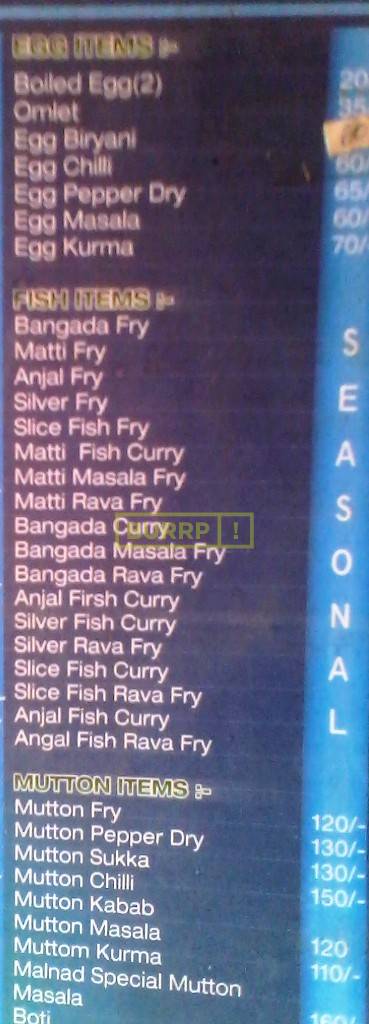 EGG ITEMS :-
Boiled Egg(2) 20
Omlet 35
Egg Biryani
Egg Chilli 60/
Egg Pepper Dry 65/
Egg Masala 60/
Egg Kurma 70/
FISH ITEMS :-
Bangada Fry
Matti Fry
Anjal Fry
Silver Fry
Slice Fish Fry
Matti Fish Curry
Matti Masala Fry
Matti Rava Fry
Bangada Curry
Bangada Masala Fry
Bangada Rava Fry
Anjal Firsh Curry
Silver Fish Curry
Silver Rava Fry
Slice Fish Curry
Slice Fish Rava Fry
Anjal Fish Curry
Angal Fish Rava Fry
SEASONAL
BURRP!
MUTTON ITEMS :-
Mutton Fry 120/-
Mutton Pepper Dry 130/-
Mutton Sukka 130/-
Mutton Chilli 150/-
Mutton Kabab
Mutton Masala 120
Muttom Kurma 110/-
Malnad Special Mutton
Masala 160/
Boti